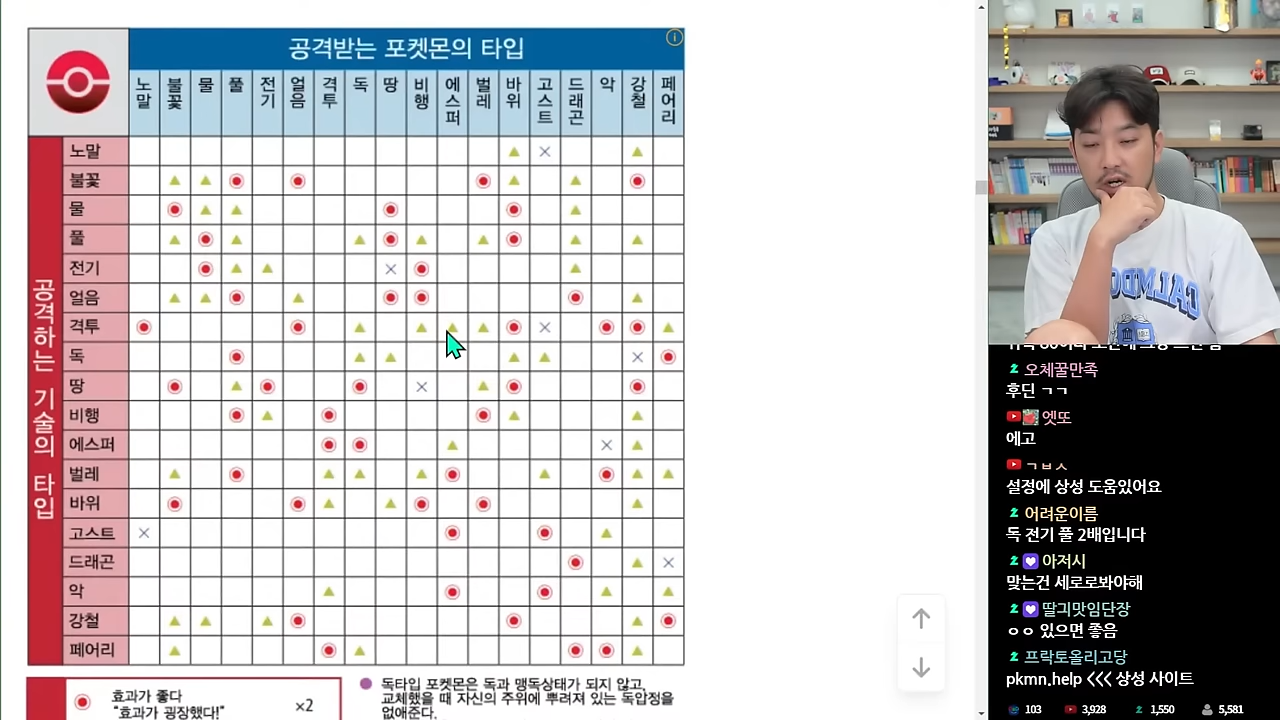 공격받는 포켓몬의 타입
노말 불꽃 물 풀 전기 얼음 격투 독 땅 비행 에스퍼 벌레 바위 고스트 드래곤 악 강철 페어리
공격하는 기술의 타입
노말
불꽃
물
풀
전기
얼음
격투
독
땅
비행
에스퍼
벌레
바위
고스트
드래곤
악
강철
페어리
효과가 좋다
“효과가 굉장했다!”
×2
독타입 포켓몬은 독과 맹독상태가 되지 않고,
교체했을 때 자신의 주위에 뿌려져 있는 독압정을
없애준다.
CALMDOWN
오체꿀만족
후딘 ㄱㄱ
엣또
에고
ㄱㅂㅅ
설정에 상성 도움있어요
어려운이름
독 전기 풀 2배입니다
아저시
맞는건 세로로봐야해
딸긔맛임단장
ㅇㅇ 있으면 좋음
프락토올리고당
pkmn.help <<< 상성 사이트
103 3,928 1,550 5,581